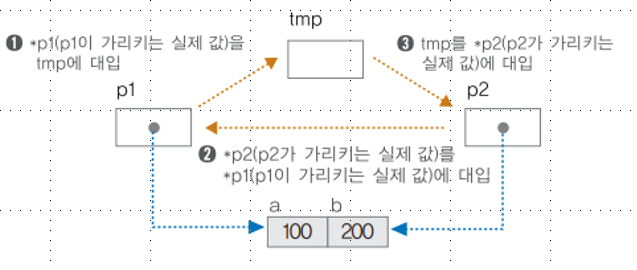 tmp
❶ *p1(p1이 가리키는 실제 값)을
tmp에 대입
❸ tmp를 *p2(p2가 가리키는
실제 값)에 대입
p1
p2
❷ *p2(p2가 가리키는 실제 값)를
*p1(p1이 가리키는 실제 값)에 대입
a b
100 200